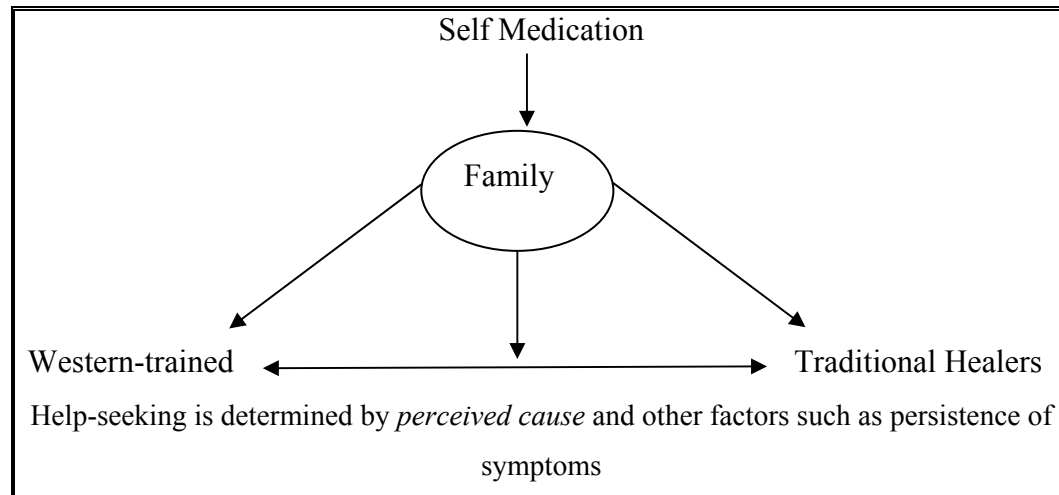 Self Medication
Family
Western-trained
Traditional Healers
Help-seeking is determined by perceived cause and other factors such as persistence of
symptoms